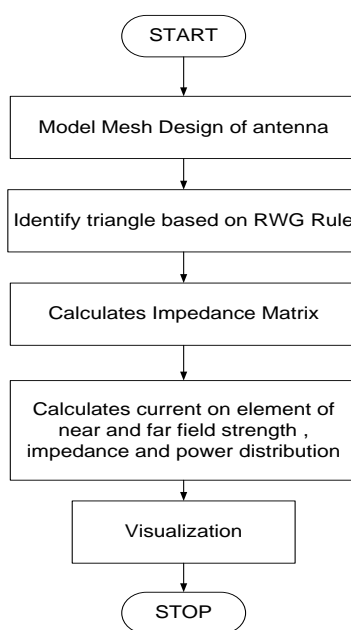 START
Model Mesh Design of antenna
Identify triangle based on RWG Rule
Calculates Impedance Matrix
Calculates current on element of
near and far field strength ,
impedance and power distribution
Visualization
STOP